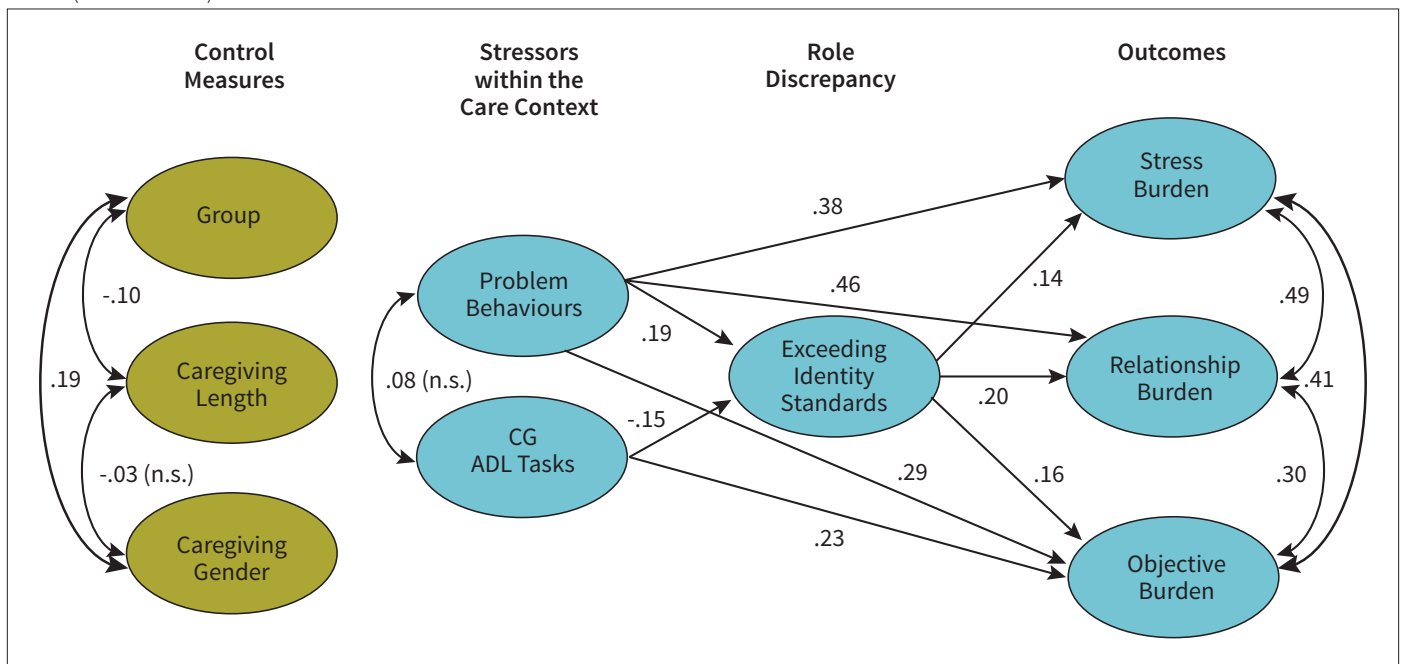 Control
Measures
Stressors
within the
Care Context
Role
Discrepancy
Outcomes
Group
Caregiving
Length
Caregiving
Gender
-.10
.19
-.03 (n.s.)
Problem
Behaviours
CG
ADL Tasks
.08 (n.s.)
Exceeding
Identity
Standards
.38
.46
.19
-.15
.29
.23
.14
.20
.16
Stress
Burden
Relationship
Burden
Objective
Burden
.49
.41
.30